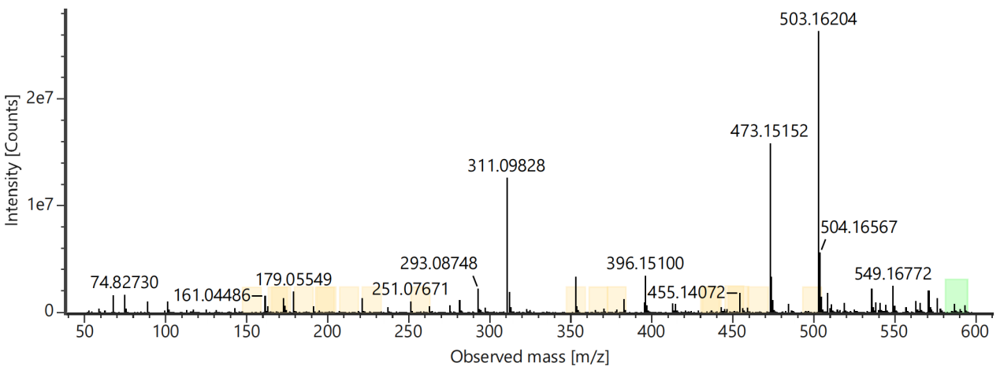 503.16204
2e7
473.15152
311.09828
Intensity [Counts]
1e7
504.16567
293.08748
396.15100
549.16772
74.82730
179.05549
251.07671
161.04486
455.14072
0
50 100 150 200 250 300 350 400 450 500 550 600
Observed mass [m/z]